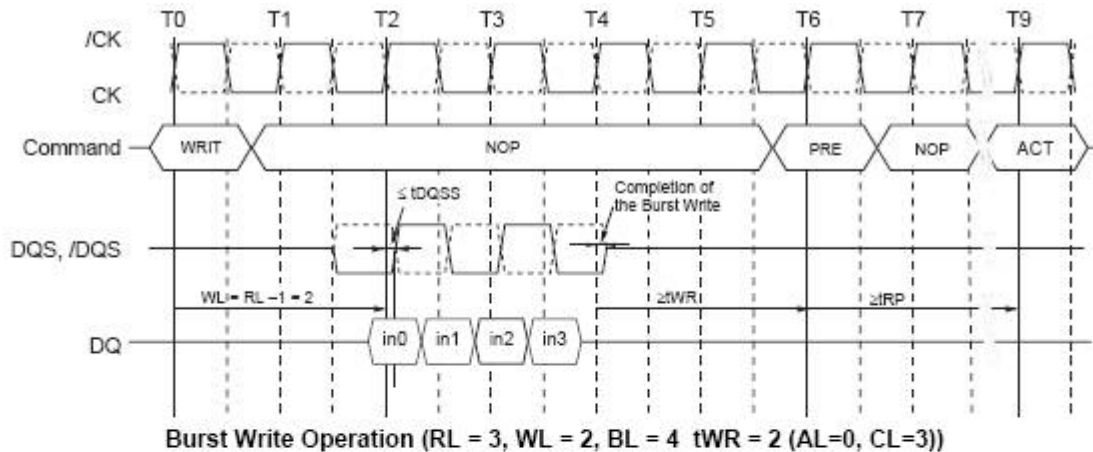 T0 T1 T2 T3 T4 T5 T6 T7 T9
/CK
CK
Command WRIT NOP PRE NOP ACT
≤ tDQSS
Completion of
the Burst Write
DQS, /DQS
WL = RL –1 = 2 ≥tWR ≥tRP
DQ in0 in1 in2 in3
Burst Write Operation (RL = 3, WL = 2, BL = 4 tWR = 2 (AL=0, CL=3))